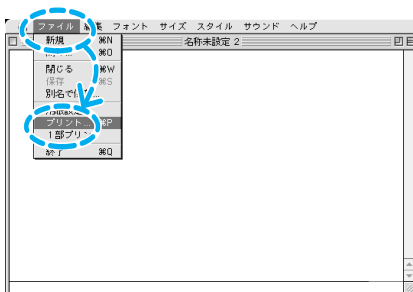 ファイル 編集 フォント サイズ スタイル サウンド ヘルプ
名称未設定 2
新規 ⌘N
⌘O
閉じる ⌘W
保存 ⌘S
別名で
プリント... ⌘P
1部プリン
終了 ⌘Q